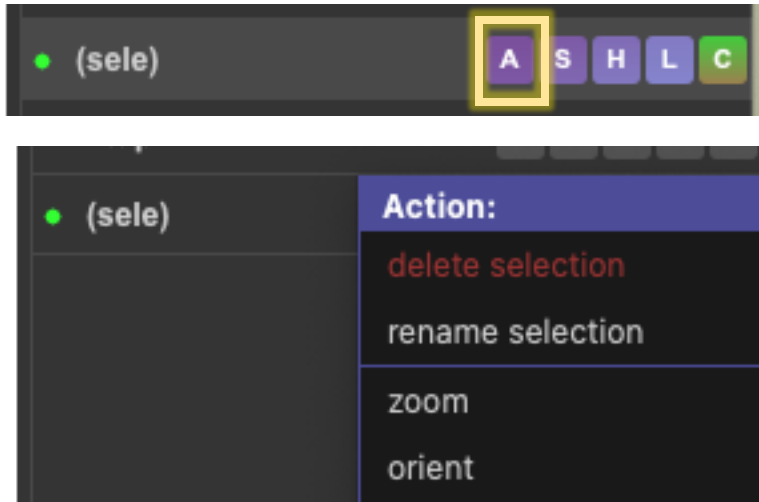 (sele) A S H L C
(sele) Action:
delete selection
rename selection
zoom
orient